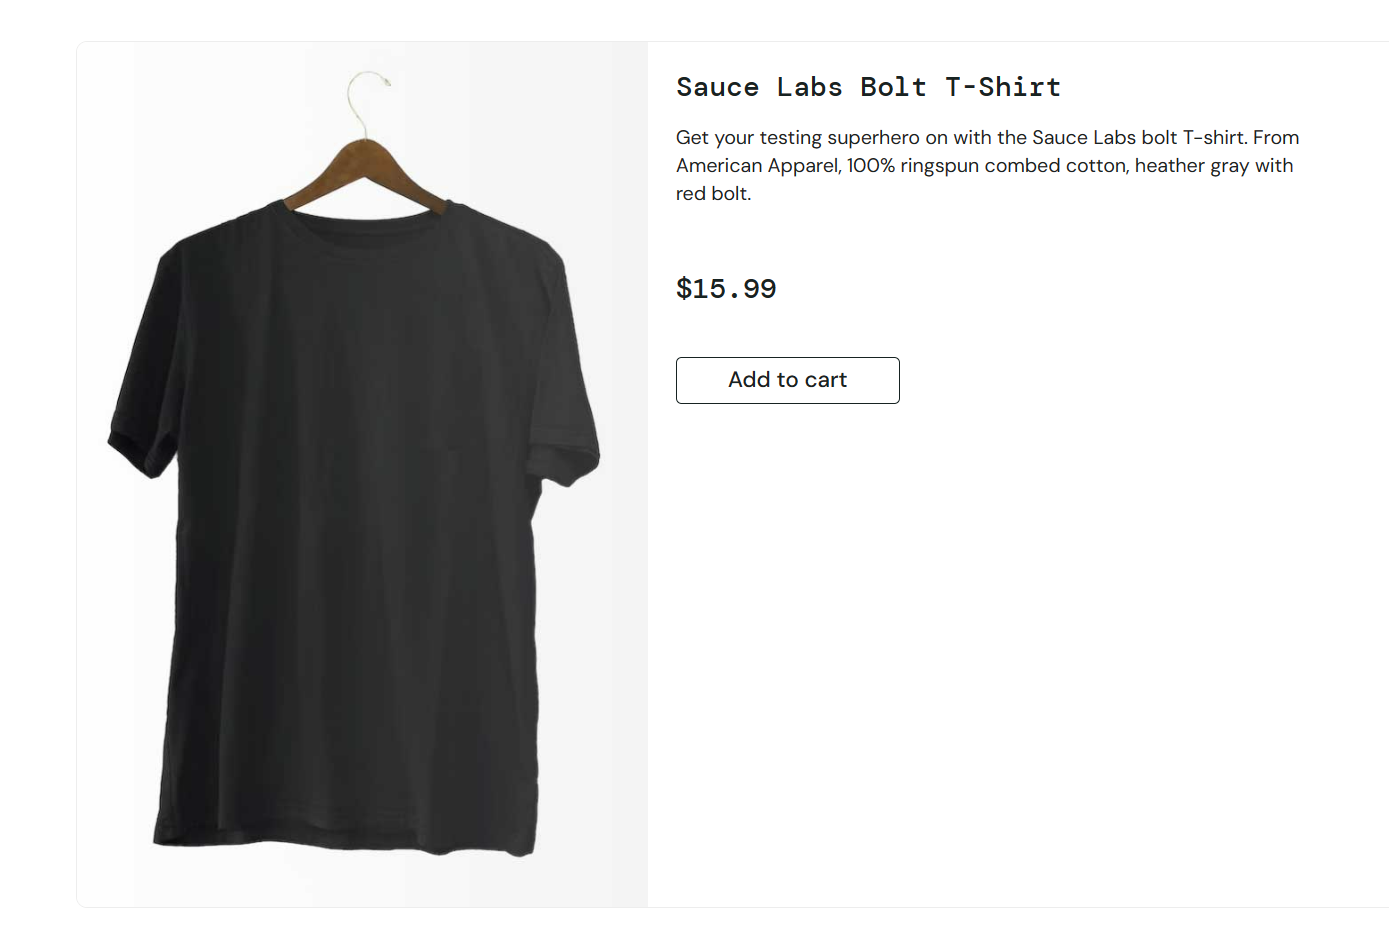 Sauce Labs Bolt T-Shirt
Get your testing superhero on with the Sauce Labs bolt T-shirt. From
American Apparel, 100% ringspun combed cotton, heather gray with
red bolt.
$15.99
Add to cart